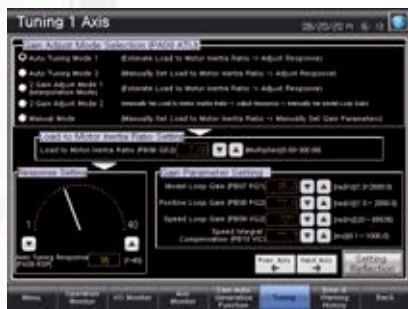 Tuning 1 Axis
Gain Adjust Mode Selection (PA08 ATU)
Auto Tuning Mode 1 (Estimate Load to Motor Inertia Ratio -> Adjust Response)
Auto Tuning Mode 2 (Manually Set Load to Motor Inertia Ratio -> Adjust Response)
2 Gain Adjust Mode 1
(Interpolation Mode) (Estimate Load to Motor Inertia Ratio -> Adjust Response)
2 Gain Adjust Mode 2
Manual Mode (Manually Set Load to Motor Inertia Ratio -> Manually Set Gain Parameters)
Load to Motor Inertia Ratio Setting
Load to Motor Inertia Ratio (PB06 GD2)
Response Setting
Gain Parameter Setting
Model Loop Gain (PB07 PG1)
Position Loop Gain (PB08 PG2)
Speed Loop Gain (PB09 VG2)
Speed Integral
Compensation (PB10 VIC)
1
40
Auto Tuning Response
(PA09 RSP)
(1-40)
Prev Axis
Next Axis
Setting
Reflection
Menu
Operation
Monitor
I/O Monitor
Axis
Monitor
Gain Auto
Generation
Function
Tuning
Error &
Warning
History
Back